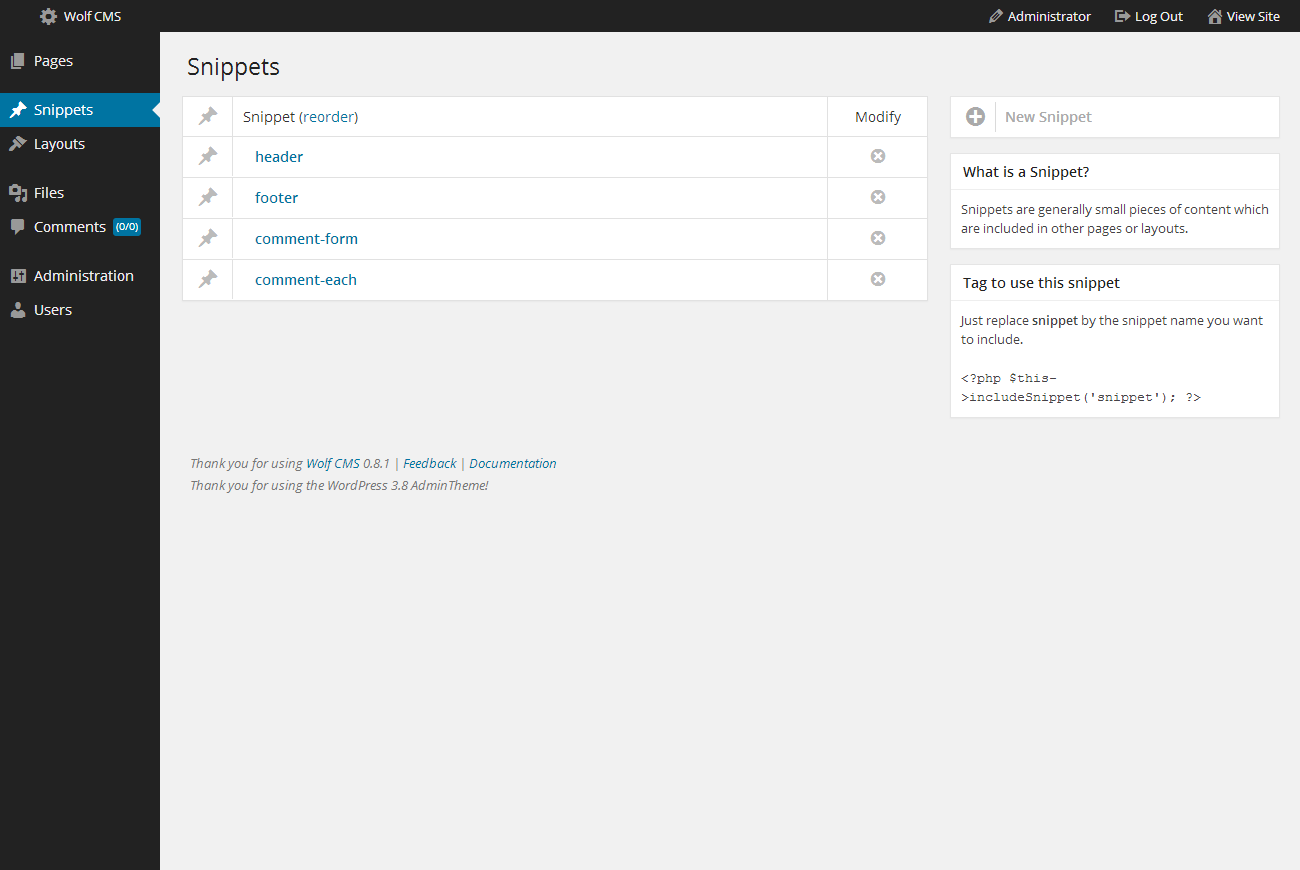 Wolf CMS
Administrator
Log Out
View Site
Pages
Snippets
Layouts
Files
Comments (0/0)
Administration
Users
Snippets
Snippet (reorder)
Modify
header
footer
comment-form
comment-each
New Snippet
What is a Snippet?
Snippets are generally small pieces of content which
are included in other pages or layouts.
Tag to use this snippet
Just replace snippet by the snippet name you want
to include.
<?php $this-
>includeSnippet('snippet'); ?>
Thank you for using Wolf CMS 0.8.1 | Feedback | Documentation
Thank you for using the WordPress 3.8 AdminTheme!